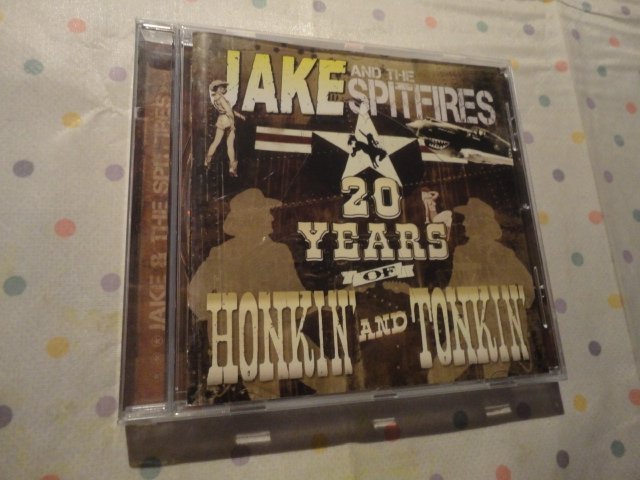 JAKE AND THE SPITFIRES
20
YEARS
OF
HONKIN' AND TONKIN'
JAKE & THE SPITFIRES